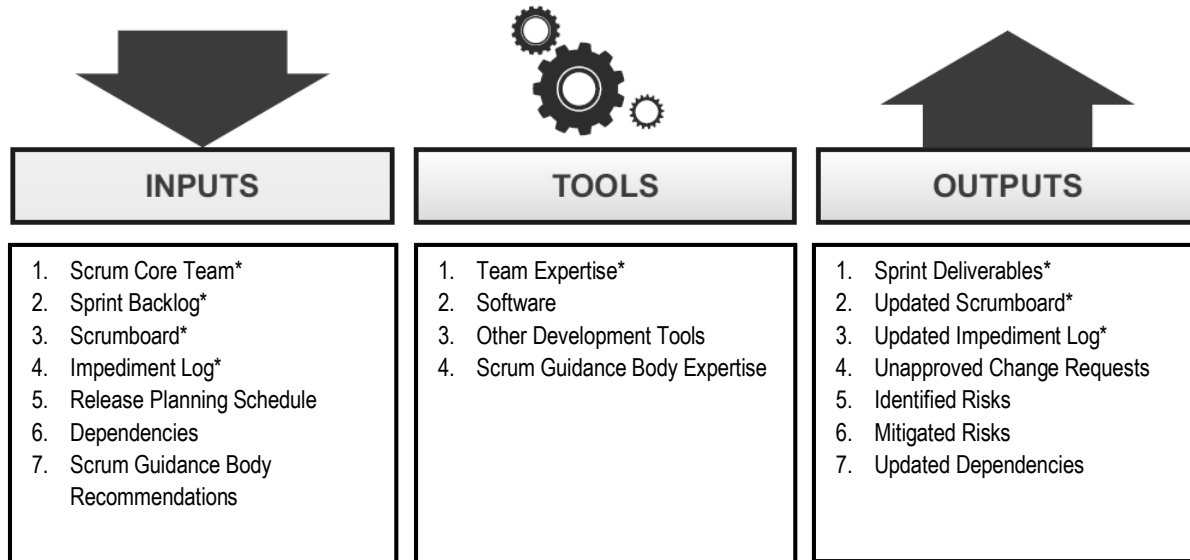 INPUTS
1. Scrum Core Team*
2. Sprint Backlog*
3. Scrumboard*
4. Impediment Log*
5. Release Planning Schedule
6. Dependencies
7. Scrum Guidance Body
Recommendations
TOOLS
1. Team Expertise*
2. Software
3. Other Development Tools
4. Scrum Guidance Body Expertise
OUTPUTS
1. Sprint Deliverables*
2. Updated Scrumboard*
3. Updated Impediment Log*
4. Unapproved Change Requests
5. Identified Risks
6. Mitigated Risks
7. Updated Dependencies